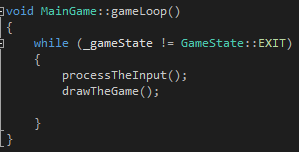 void MainGame::gameLoop()
{
    while (_gameState != GameState::EXIT)
    {
        processTheInput();
        drawTheGame();

    }
}